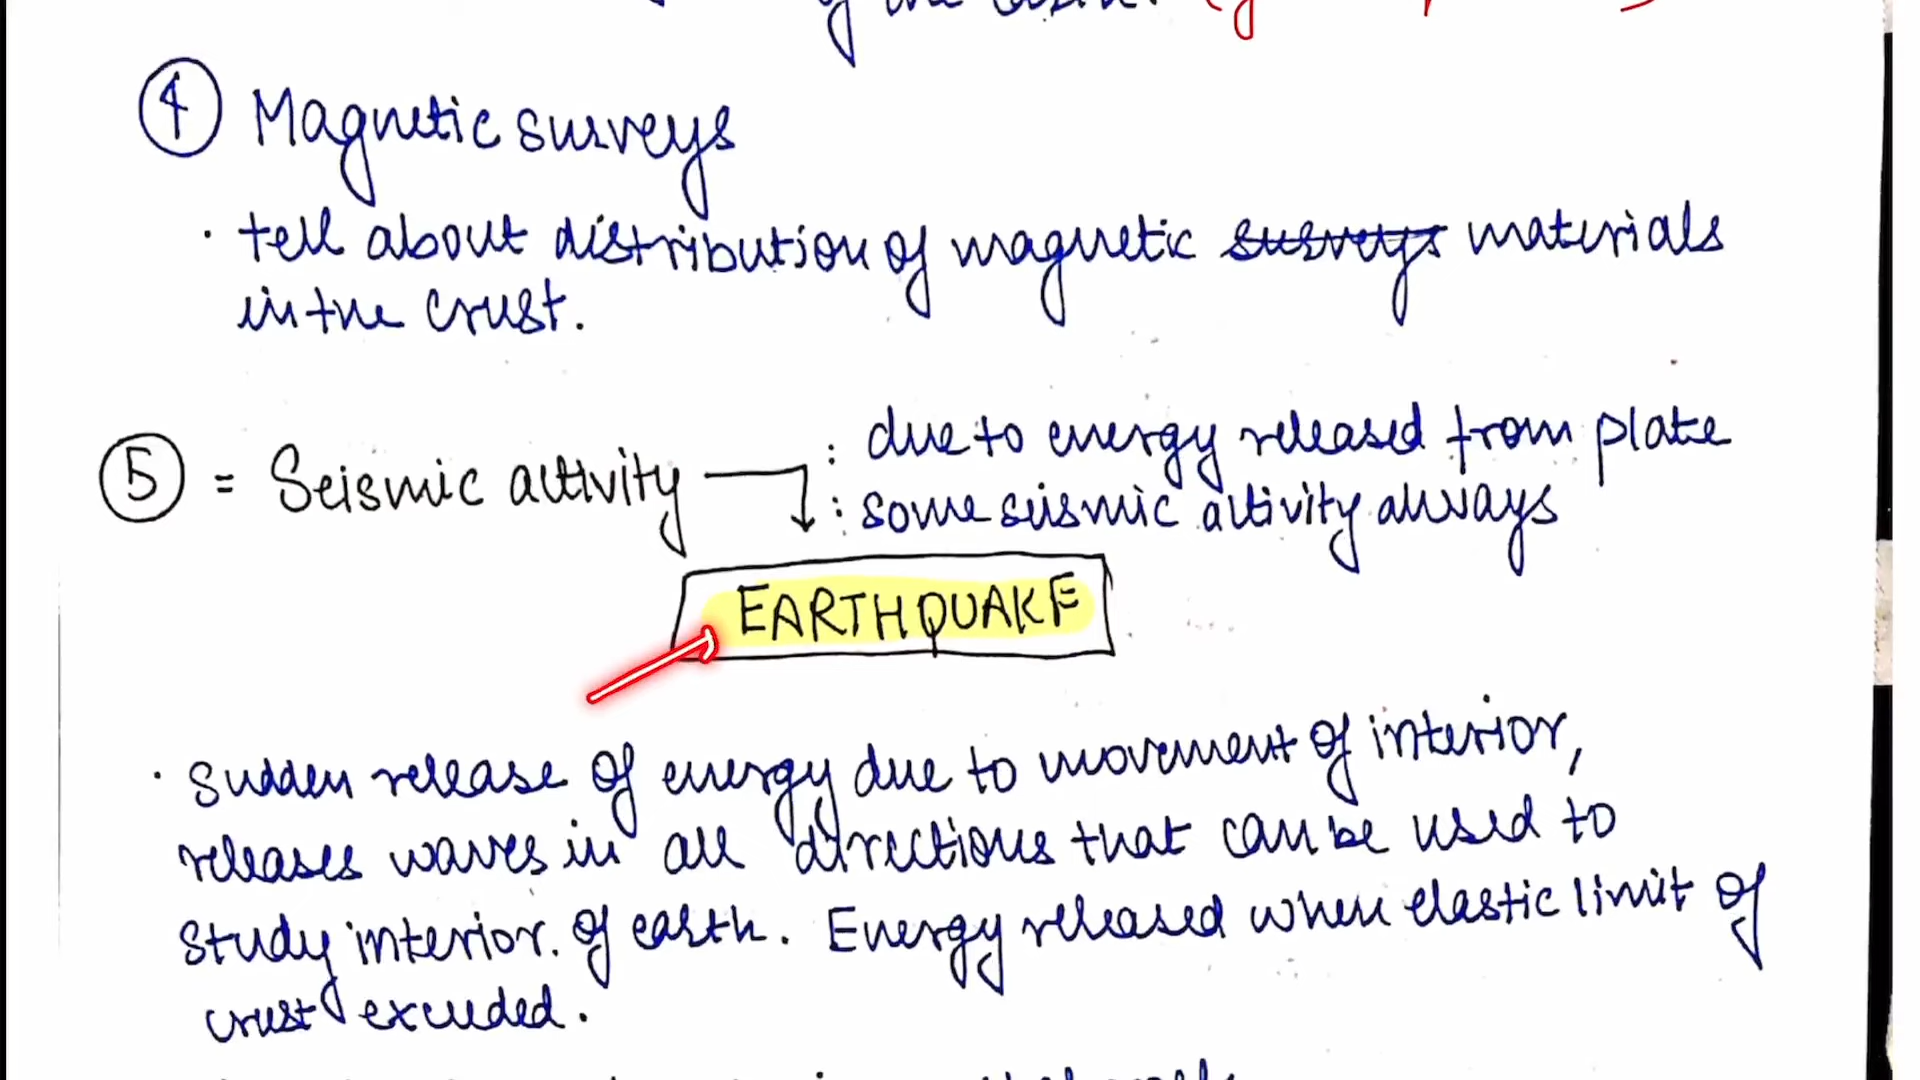 of the
④ Magnetic surveys
· tell about distribution of magnetic surveys materials
in the crust.
⑤ = Seismic activity : due to energy released from plate
: some seismic activity always
EARTHQUAKE
· Sudden release of energy due to movement of interior,
releases waves in all directions that can be used to
study interior. of earth. Energy released when elastic limit of
crust exceeded.